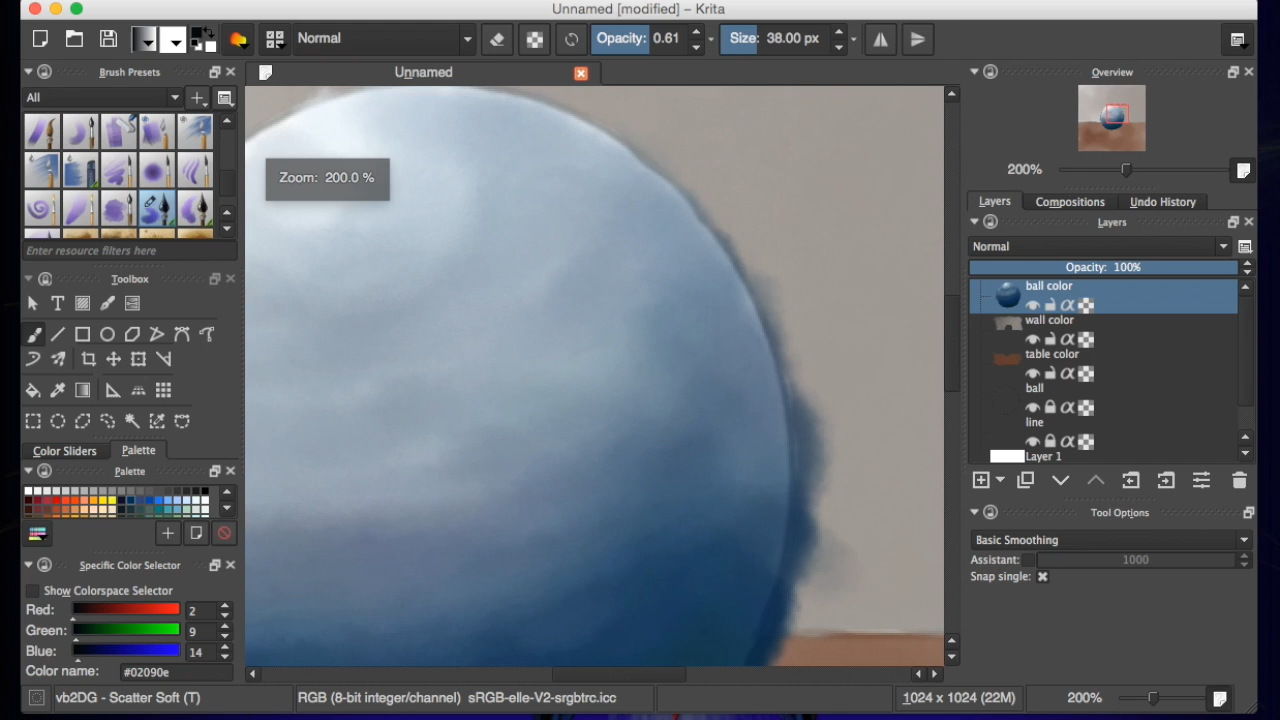 Unnamed [modified] – Krita
Normal
Opacity: 0.61
Size: 38.00 px
Brush Presets
Unnamed
Overview
All
Zoom: 200.0 %
200%
Layers
Compositions
Undo History
Layers
Normal
Enter resource filters here
Opacity: 100%
Toolbox
ball color
wall color
table color
ball
line
Layer 1
Color Sliders
Palette
Palette
Tool Options
Basic Smoothing
Assistant:
1000
Snap single:
Specific Color Selector
Show Colorspace Selector
Red:
2
Green:
9
Blue:
14
Color name:
#02090e
vb2DG - Scatter Soft (T)
RGB (8-bit integer/channel) sRGB-elle-V2-srgbtrc.icc
1024 x 1024 (22M)
200%